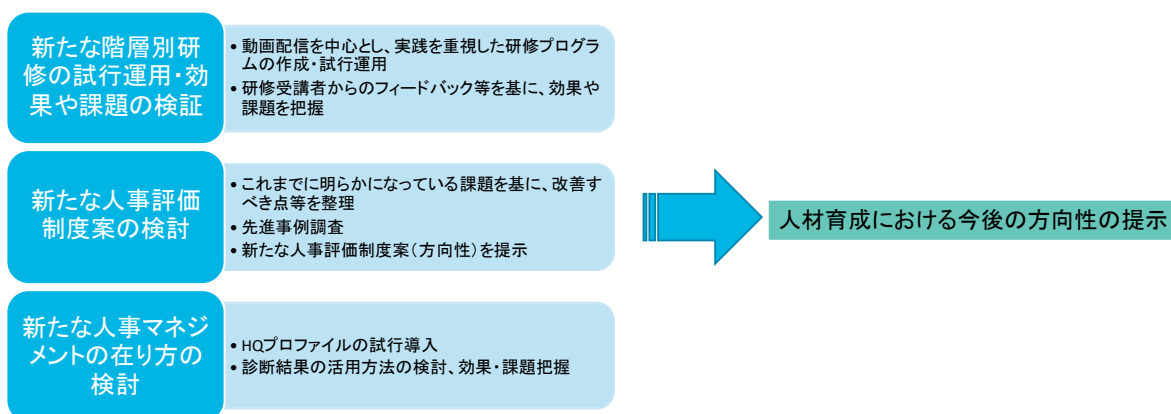 新たな階層別研
修の試行運用・効
果や課題の検証
• 動画配信を中心とし、実践を重視した研修プログラ
ムの作成・試行運用
• 研修受講者からのフィードバック等を基に、効果や
課題を把握
新たな人事評価
制度案の検討
• これまでに明らかになっている課題を基に、改善す
べき点等を整理
• 先進事例調査
• 新たな人事評価制度案（方向性）を提示
新たな人事マネジ
メントの在り方の
検討
• HQプロファイルの試行導入
• 診断結果の活用方法の検討、効果・課題把握
人材育成における今後の方向性の提示